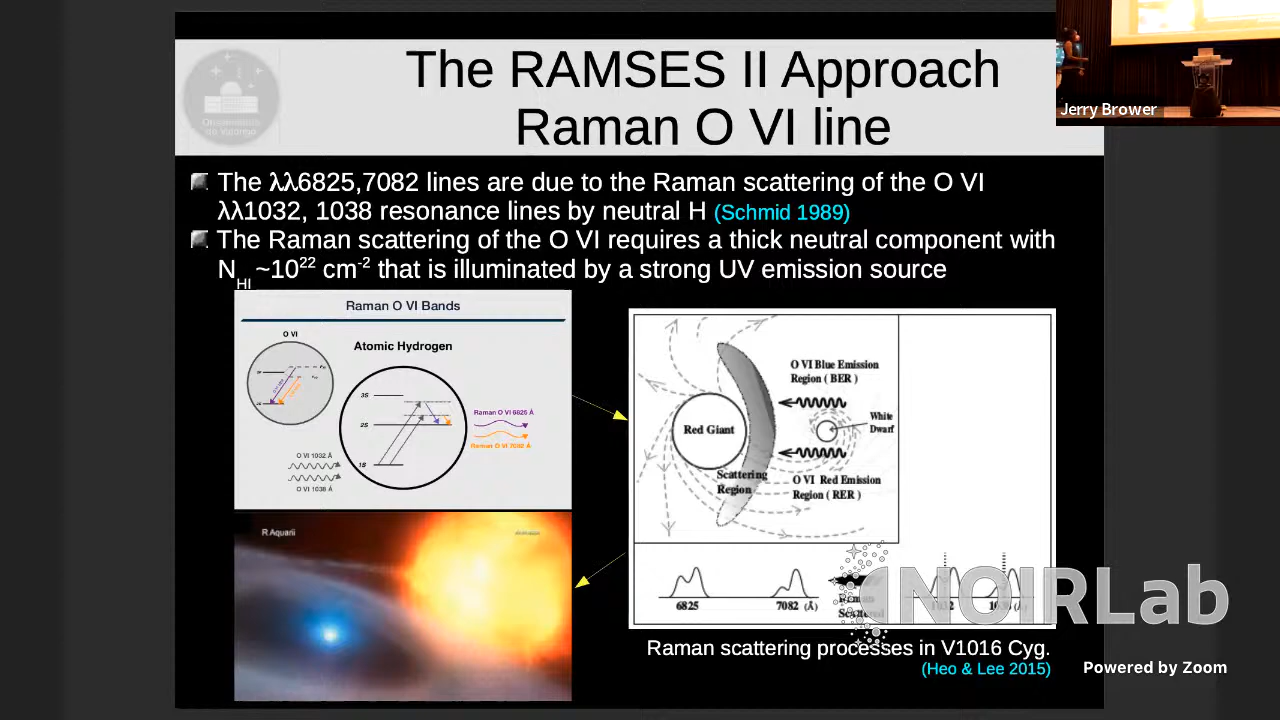 The RAMSES II Approach
Raman O VI line
Jerry Brower
The λλ6825,7082 lines are due to the Raman scattering of the O VI
λλ1032, 1038 resonance lines by neutral H (Schmid 1989)
The Raman scattering of the O VI requires a thick neutral component with
N_HI ~10^22 cm^-2 that is illuminated by a strong UV emission source
Raman O VI Bands
O VI
Atomic Hydrogen
3S
2S
1S
Raman O VI 6825 Å
Raman O VI 7082 Å
O VI 1032 Å
O VI 1038 Å
R Aquarii
O VI Blue Emission
Region ( BER )
Red Giant
White
Dwarf
Scattering
Region
O VI Red Emission
Region ( RER )
6825
7082 (Å)
NOIRLab
Raman scattering processes in V1016 Cyg.
(Heo & Lee 2015)
Powered by Zoom